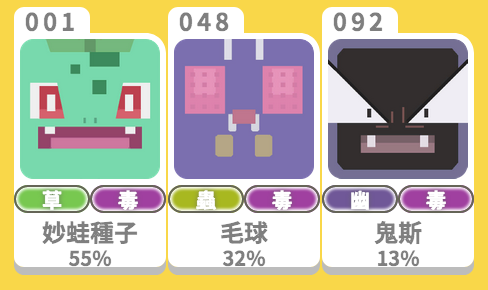 001 048 092
草 毒 蟲 毒 幽 毒
妙蛙種子 毛球 鬼斯
55% 32% 13%